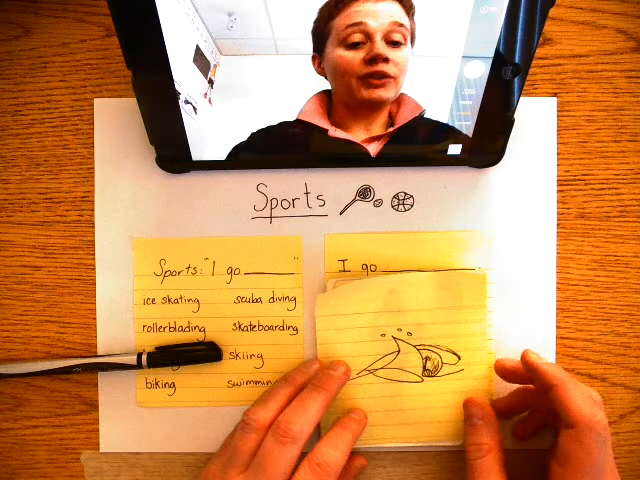 Sports
Sports: "I go ______"
ice skating scuba diving
rollerblading skateboarding
skiing
biking
I go ______.